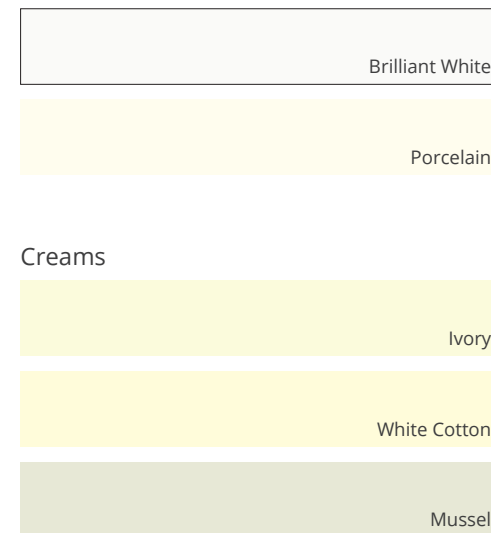 Brilliant White
Porcelain
Creams
Ivory
White Cotton
Mussel